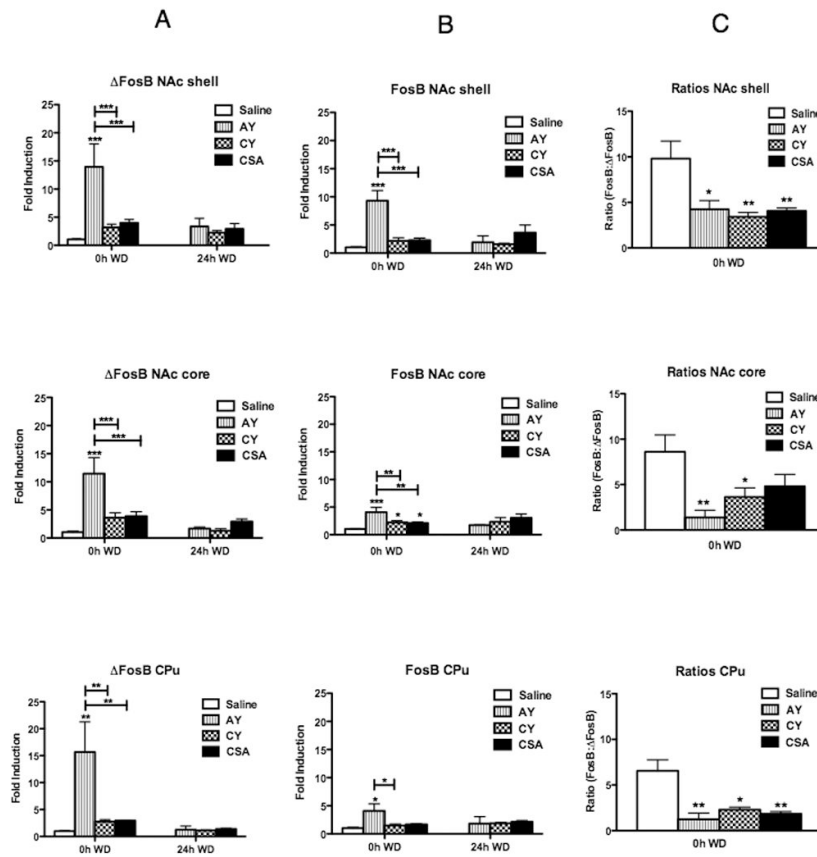 A B C
ΔFosB NAc shell
25
20
15
10
5
0
Fold Induction
***
***
***
Saline
AY
CY
CSA
0h WD 24h WD
FosB NAc shell
25
20
15
10
5
0
Fold Induction
***
***
***
Saline
AY
CY
CSA
0h WD 24h WD
Ratios NAc shell
15
10
5
0
Ratio (FosB:ΔFosB)
* ** **
Saline
AY
CY
CSA
0h WD
ΔFosB NAc core
25
20
15
10
5
0
Fold Induction
***
***
***
Saline
AY
CY
CSA
0h WD 24h WD
FosB NAc core
25
20
15
10
5
0
Fold Induction
**
**
*** * *
Saline
AY
CY
CSA
0h WD 24h WD
Ratios NAc core
15
10
5
0
Ratio (FosB:ΔFosB)
** *
Saline
AY
CY
CSA
0h WD
ΔFosB CPu
25
20
15
10
5
0
Fold Induction
**
**
**
Saline
AY
CY
CSA
0h WD 24h WD
FosB CPu
25
20
15
10
5
0
Fold Induction
*
*
Saline
AY
CY
CSA
0h WD 24h WD
Ratios CPu
15
10
5
0
Ratio (FosB:ΔFosB)
** * **
Saline
AY
CY
CSA
0h WD